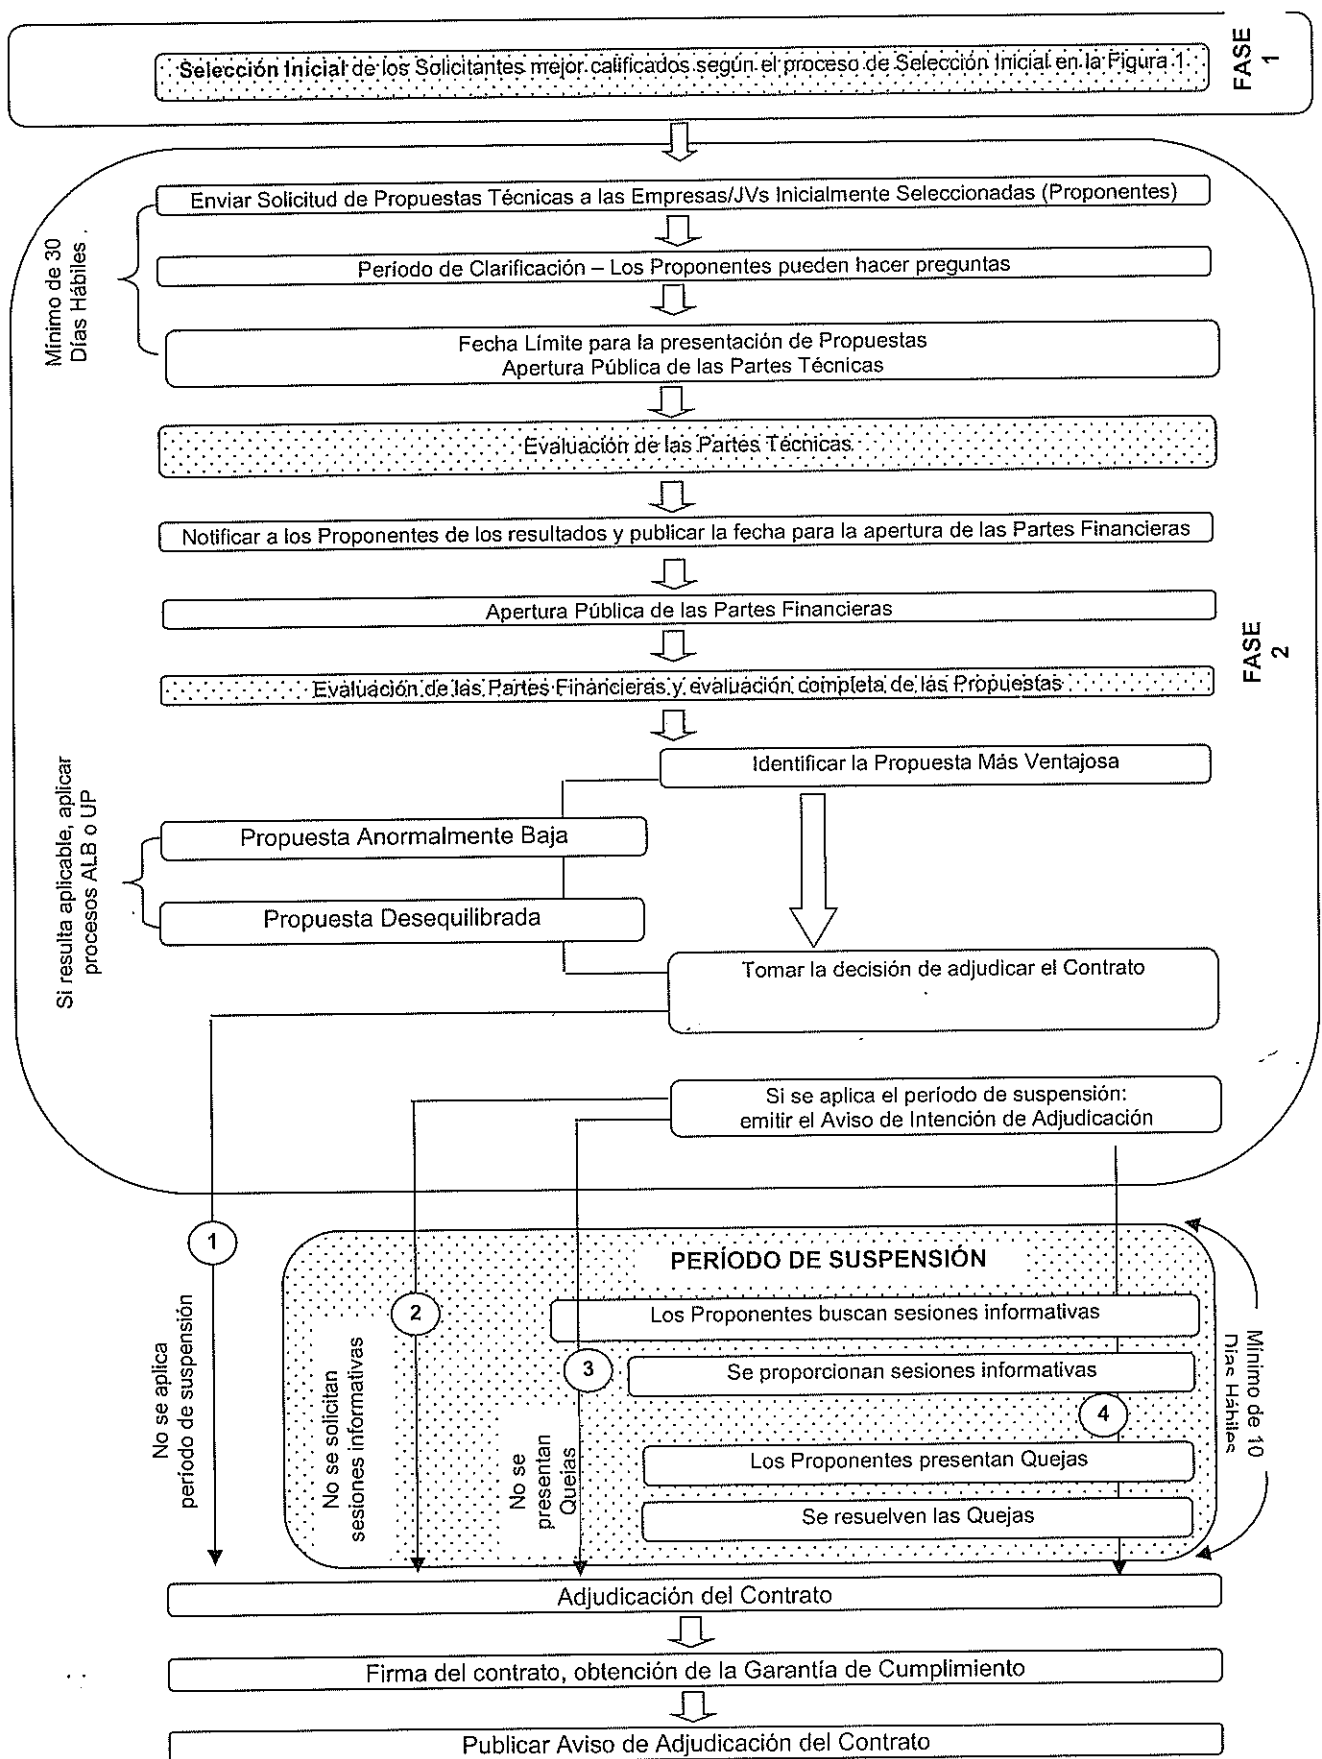 FASE
1
Selección Inicial de los Solicitantes mejor calificados según el proceso de Selección Inicial en la Figura 1.
Enviar Solicitud de Propuestas Técnicas a las Empresas/JVs Inicialmente Seleccionadas (Proponentes)
Mínimo de 30
Días Hábiles
Período de Clarificación – Los Proponentes pueden hacer preguntas
Fecha Límite para la presentación de Propuestas
Apertura Pública de las Partes Técnicas
Evaluación de las Partes Técnicas
Notificar a los Proponentes de los resultados y publicar la fecha para la apertura de las Partes Financieras
Apertura Pública de las Partes Financieras
FASE
2
Evaluación de las Partes Financieras y evaluación completa de las Propuestas
Identificar la Propuesta Más Ventajosa
Si resulta aplicable, aplicar
procesos ALB o UP
Propuesta Anormalmente Baja
Propuesta Desequilibrada
Tomar la decisión de adjudicar el Contrato
Si se aplica el período de suspensión:
emitir el Aviso de Intención de Adjudicación
1
No se aplica
período de suspensión
PERÍODO DE SUSPENSIÓN
2
No se solicitan
sesiones informativas
Los Proponentes buscan sesiones informativas
3
No se
presentan
Quejas
Se proporcionan sesiones informativas
4
Mínimo de 10
Días Hábiles
Los Proponentes presentan Quejas
Se resuelven las Quejas
Adjudicación del Contrato
Firma del contrato, obtención de la Garantía de Cumplimiento
Publicar Aviso de Adjudicación del Contrato